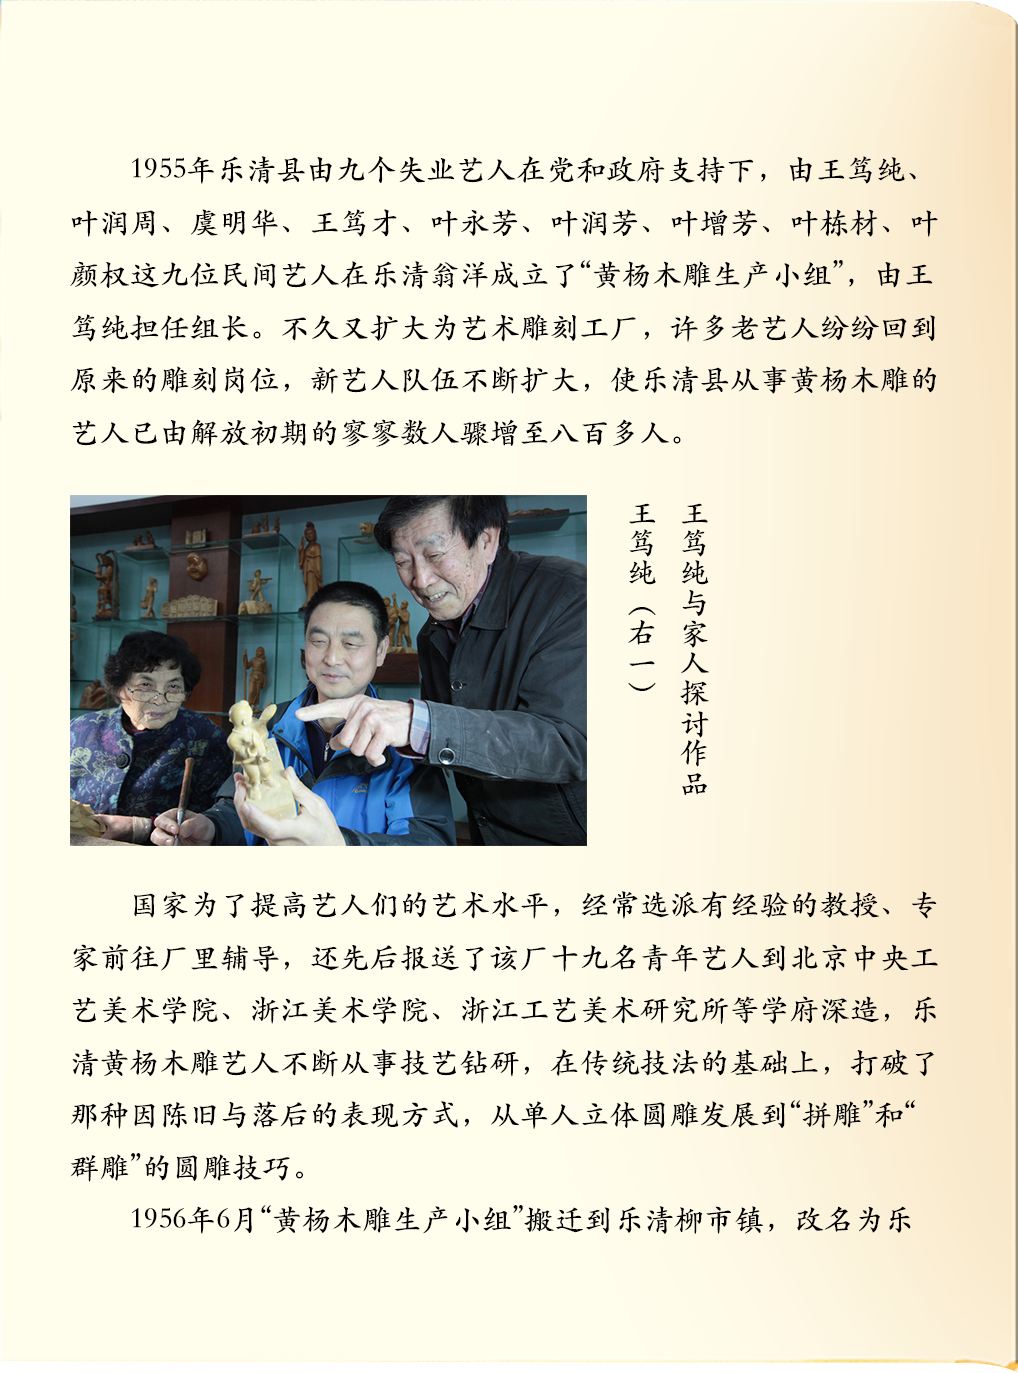 1955年乐清县由九个失业艺人在党和政府支持下，由王笃纯、
叶润周、虞明华、王笃才、叶永芳、叶润芳、叶增芳、叶栋材、叶
颜权这九位民间艺人在乐清翁洋成立了“黄杨木雕生产小组”，由王
笃纯担任组长。不久又扩大为艺术雕刻工厂，许多老艺人纷纷回到
原来的雕刻岗位，新艺人队伍不断扩大，使乐清县从事黄杨木雕的
艺人已由解放初期的寥寥数人骤增至八百多人。
王笃纯与家人探讨作品
王笃纯（右一）
国家为了提高艺人们的艺术水平，经常选派有经验的教授、专
家前往厂里辅导，还先后报送了该厂十九名青年艺人到北京中央工
艺美术学院、浙江美术学院、浙江工艺美术研究所等学府深造，乐
清黄杨木雕艺人不断从事技艺钻研，在传统技法的基础上，打破了
那种因陈旧与落后的表现方式，从单人立体圆雕发展到“拼雕”和“
群雕”的圆雕技巧。
1956年6月“黄杨木雕生产小组”搬迁到乐清柳市镇，改名为乐